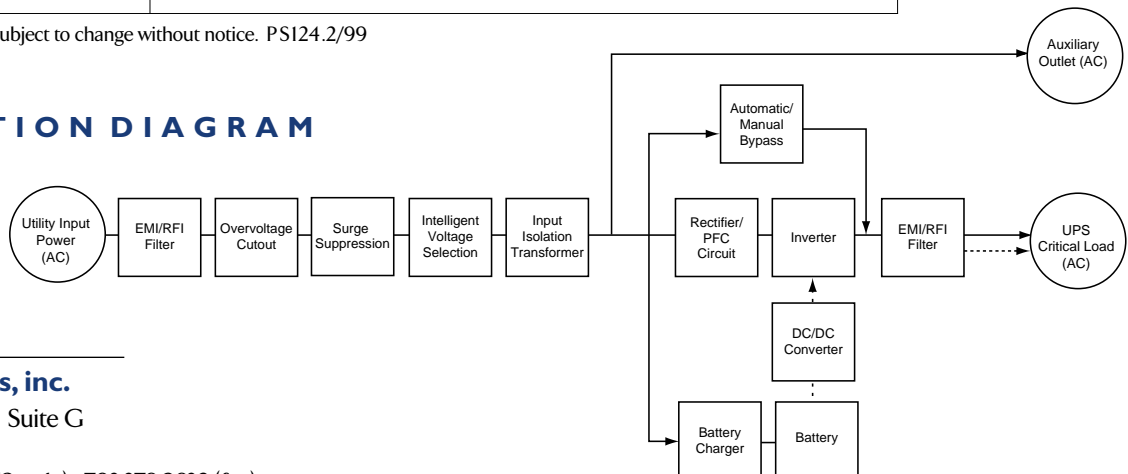 ubject to change without notice. PS124.2/99
TION DIAGRAM
Auxiliary
Outlet (AC)
Automatic/
Manual
Bypass
Utility Input
Power
(AC)
EMI/RFI
Filter
Overvoltage
Cutout
Surge
Suppression
Intelligent
Voltage
Selection
Input
Isolation
Transformer
Rectifier/
PFC
Circuit
Inverter
EMI/RFI
Filter
UPS
Critical Load
(AC)
DC/DC
Converter
Battery
Charger
Battery
s, inc.
Suite G